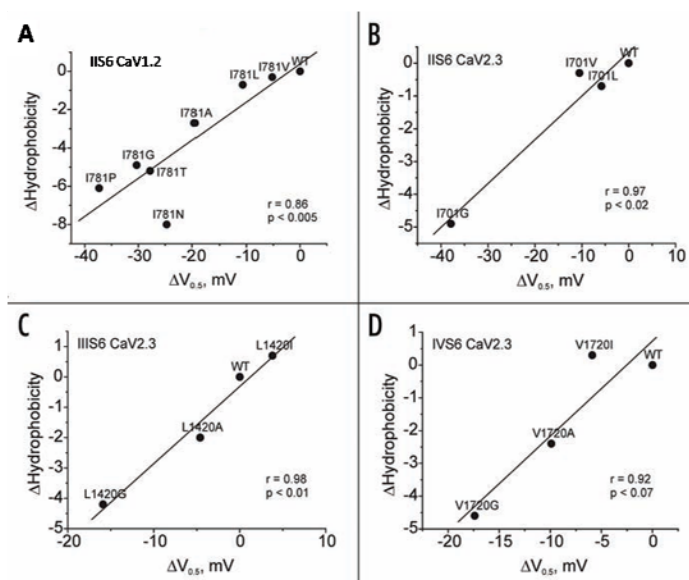 A
IIS6 CaV1.2
WT
I781V
I781L
I781A
I781G
I781T
I781P
I781N
r = 0.86
p < 0.005
0
-2
-4
-6
-8
-40 -30 -20 -10 0
ΔHydrophobicity
ΔV0.5, mV
B
IIS6 CaV2.3
WT
I701V
I701L
I701G
r = 0.97
p < 0.02
0
-1
-2
-3
-4
-5
-40 -30 -20 -10 0
ΔHydrophobicity
ΔV0.5, mV
C
IIIS6 CaV2.3
L1420I
WT
L1420A
L1420G
r = 0.98
p < 0.01
1
0
-1
-2
-3
-4
-5
-20 -10 0 10
ΔHydrophobicity
ΔV0.5, mV
D
IVS6 CaV2.3
V1720I
WT
V1720A
V1720G
r = 0.92
p < 0.07
1
0
-1
-2
-3
-4
-5
-20 -15 -10 -5 0
ΔHydrophobicity
ΔV0.5, mV